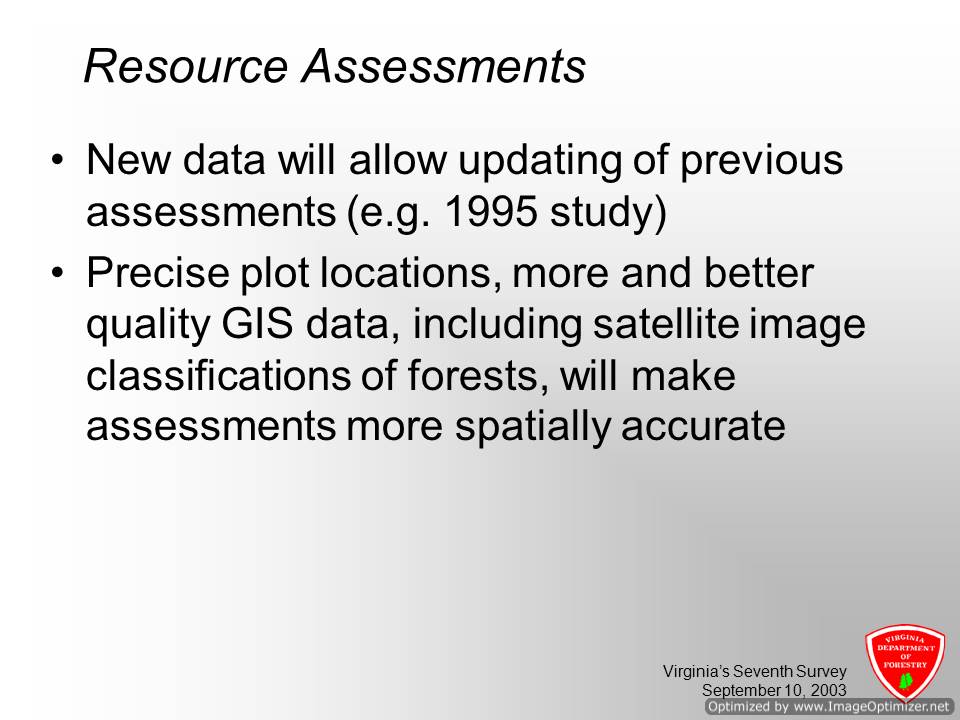 Resource Assessments
• New data will allow updating of previous
assessments (e.g. 1995 study)
• Precise plot locations, more and better
quality GIS data, including satellite image
classifications of forests, will make
assessments more spatially accurate
Virginia’s Seventh Survey
September 10, 2003
VIRGINIA
DEPARTMENT
OF
FORESTRY
Optimized by www.ImageOptimizer.net